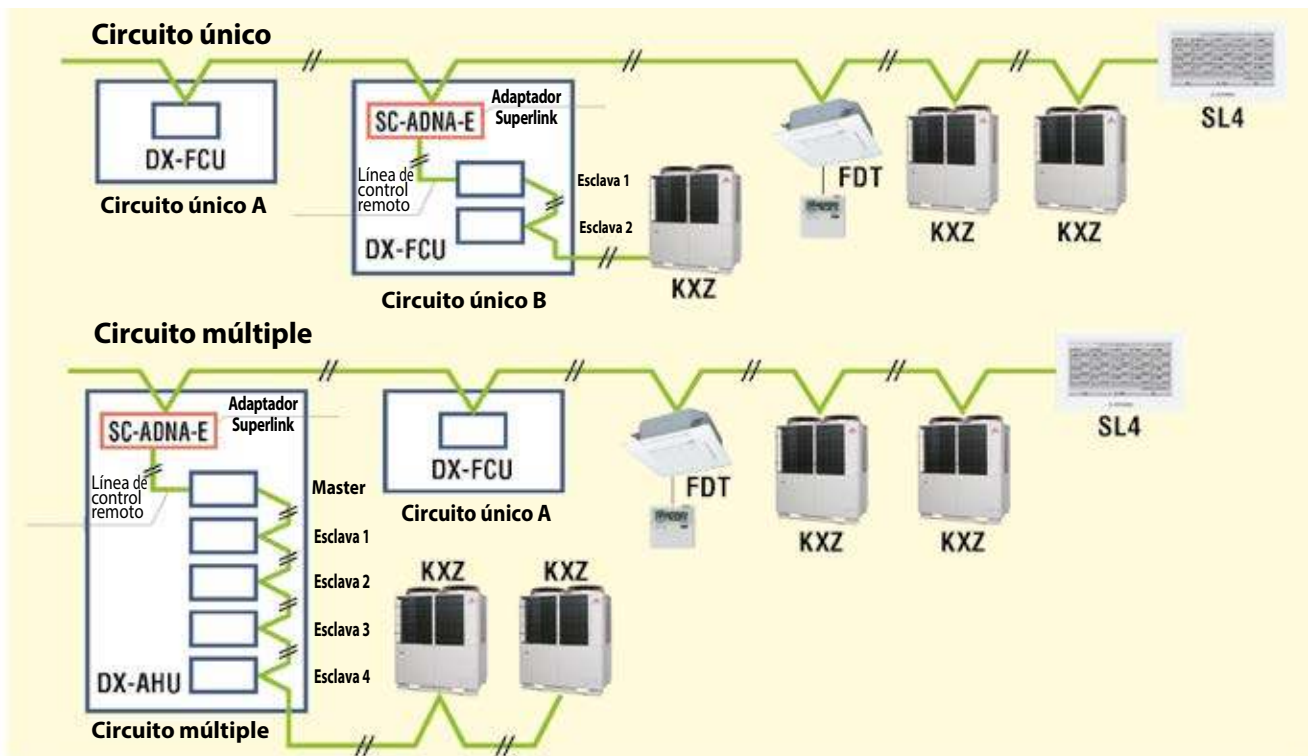 Circuito único
DX-FCU
Circuito único A
SC-ADNA-E
Adaptador
Superlink
Línea de
control
remoto
Esclava 1
Esclava 2
DX-FCU
Circuito único B
KXZ
FDT
KXZ
KXZ
SL4
Circuito múltiple
SC-ADNA-E
Adaptador
Superlink
Línea de
control
remoto
Master
Esclava 1
Esclava 2
Esclava 3
Esclava 4
DX-AHU
Circuito múltiple
DX-FCU
Circuito único A
KXZ
KXZ
FDT
KXZ
KXZ
SL4